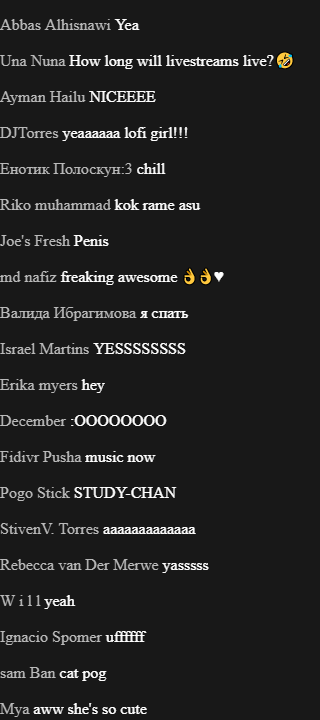 Abbas Alhisnawi Yea
Una Nuna How long will livestreams live? 🤣
Ayman Hailu NICEEEE
DJTorres yeaaaaaa lofi girl!!!
Енотик Полоскун:3 chill
Riko muhammad kok rame asu
Joe's Fresh Penis
md nafiz freaking awesome 👌👌♥
Валида Ибрагимова я спать
Israel Martins YESSSSSSSS
Erika myers hey
December :OOOOOOOO
Fidivr Pusha music now
Pogo Stick STUDY-CHAN
StivenV. Torres aaaaaaaaaaaaa
Rebecca van Der Merwe yasssss
W i l l yeah
Ignacio Spomer uffffff
sam Ban cat pog
Mya aww she's so cute